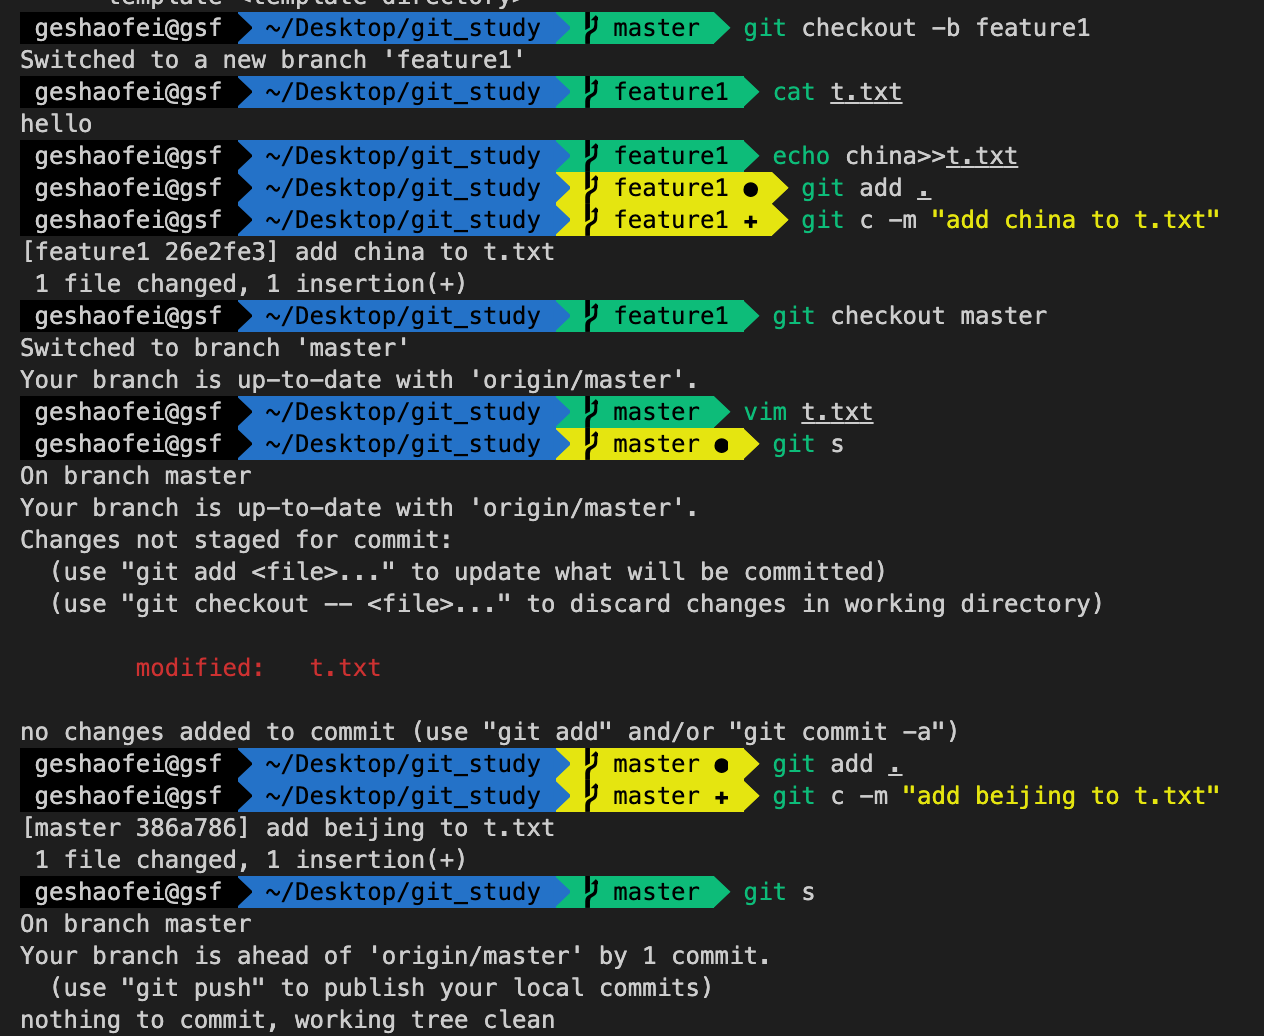 template <template directory>
geshaofei@gsf ~/Desktop/git_study master git checkout -b feature1
Switched to a new branch 'feature1'
geshaofei@gsf ~/Desktop/git_study feature1 cat t.txt
hello
geshaofei@gsf ~/Desktop/git_study feature1 echo china>>t.txt
geshaofei@gsf ~/Desktop/git_study feature1 ● git add .
geshaofei@gsf ~/Desktop/git_study feature1 ✚ git c -m "add china to t.txt"
[feature1 26e2fe3] add china to t.txt
 1 file changed, 1 insertion(+)
geshaofei@gsf ~/Desktop/git_study feature1 git checkout master
Switched to branch 'master'
Your branch is up-to-date with 'origin/master'.
geshaofei@gsf ~/Desktop/git_study master vim t.txt
geshaofei@gsf ~/Desktop/git_study master ● git s
On branch master
Your branch is up-to-date with 'origin/master'.
Changes not staged for commit:
  (use "git add <file>..." to update what will be committed)
  (use "git checkout -- <file>..." to discard changes in working directory)
        modified:   t.txt
no changes added to commit (use "git add" and/or "git commit -a")
geshaofei@gsf ~/Desktop/git_study master ● git add .
geshaofei@gsf ~/Desktop/git_study master ✚ git c -m "add beijing to t.txt"
[master 386a786] add beijing to t.txt
 1 file changed, 1 insertion(+)
geshaofei@gsf ~/Desktop/git_study master git s
On branch master
Your branch is ahead of 'origin/master' by 1 commit.
  (use "git push" to publish your local commits)
nothing to commit, working tree clean